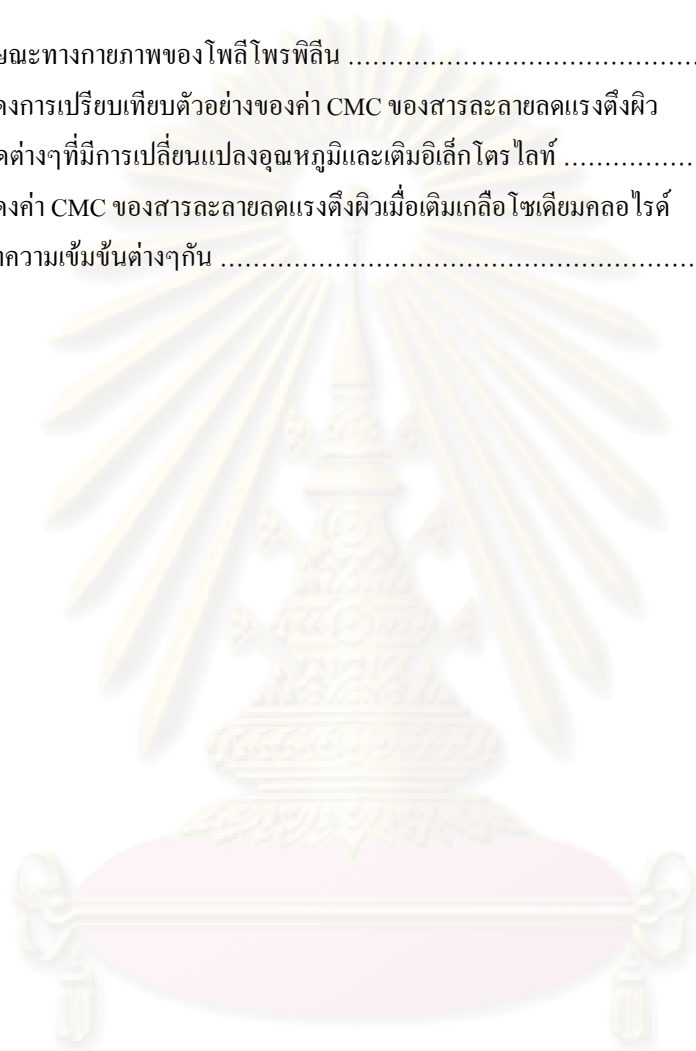 ษณะทางกายภาพของโพลีโพรพิลีน ...........................................
ดงการเปรียบเทียบตัวอย่างของค่า CMC ของสารละลายลดแรงตึงผิว
ดต่างๆที่มีการเปลี่ยนแปลงอุณหภูมิและเติมอิเล็กโตรไลท์ ................
ดงค่า CMC ของสารละลายลดแรงตึงผิวเมื่อเติมเกลือโซเดียมคลอไรด์
าความเข้มข้นต่างๆกัน ..........................................................